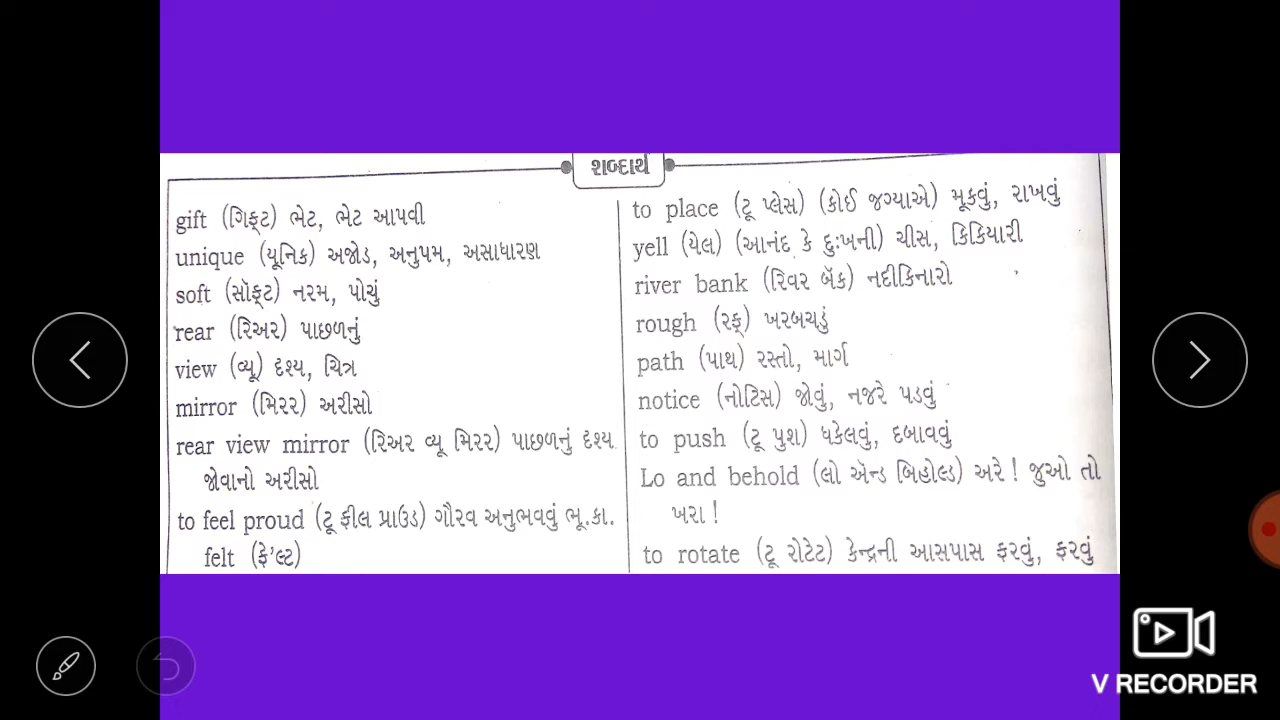 શબ્દાર્થ
gift (ગિફ્ટ) ભેટ, ભેટ આપવી
unique (યૂનિક) અજોડ, અનુપમ, અસાધારણ
soft (સૉફ્ટ) નરમ, પોચું
rear (રિઅર) પાછળનું
view (વ્યૂ) દૃશ્ય, ચિત્ર
mirror (મિરર) અરીસો
rear view mirror (રિઅર વ્યૂ મિરર) પાછળનું દૃશ્ય
જોવાનો અરીસો
to feel proud (ટૂ ફીલ પ્રાઉડ) ગૌરવ અનુભવવું ભૂ.કા.
felt (ફે'લ્ટ)
to place (ટૂ પ્લેસ) (કોઈ જગ્યાએ) મૂકવું, રાખવું
yell (યેલ) (આનંદ કે દુઃખની) ચીસ, કિકિયારી
river bank (રિવર બૅંક) નદીકિનારો
rough (રફ્) ખરબચડું
path (પાથ) રસ્તો, માર્ગ
notice (નોટિસ) જોવું, નજરે પડવું
to push (ટૂ પુશ) ધકેલવું, દબાવવું
Lo and behold (લો ઍન્ડ બિહોલ્ડ) અરે ! જુઓ તો
ખરા !
to rotate (ટૂ રોટેટ) કેન્દ્રની આસપાસ ફરવું, ફરવું
V RECORDER